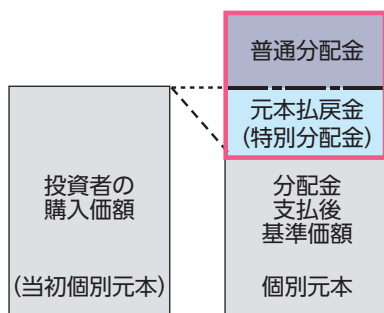 普通分配金
元本払戻金
(特別分配金)
投資者の
購入価額
(当初個別元本)
分配金
支払後
基準価額
個別元本